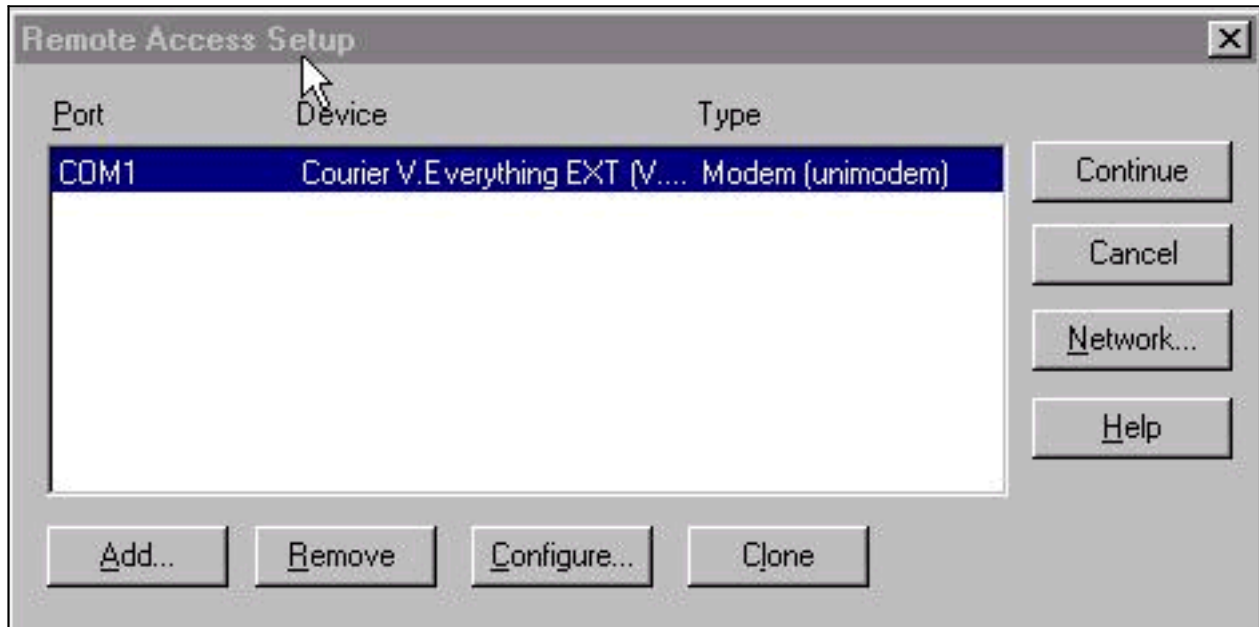 Remote Access Setup
Port Device Type
COM1 Courier V.Everything EXT (V.... Modem (unimodem)
Continue
Cancel
Network...
Help
Add... Remove Configure... Clone